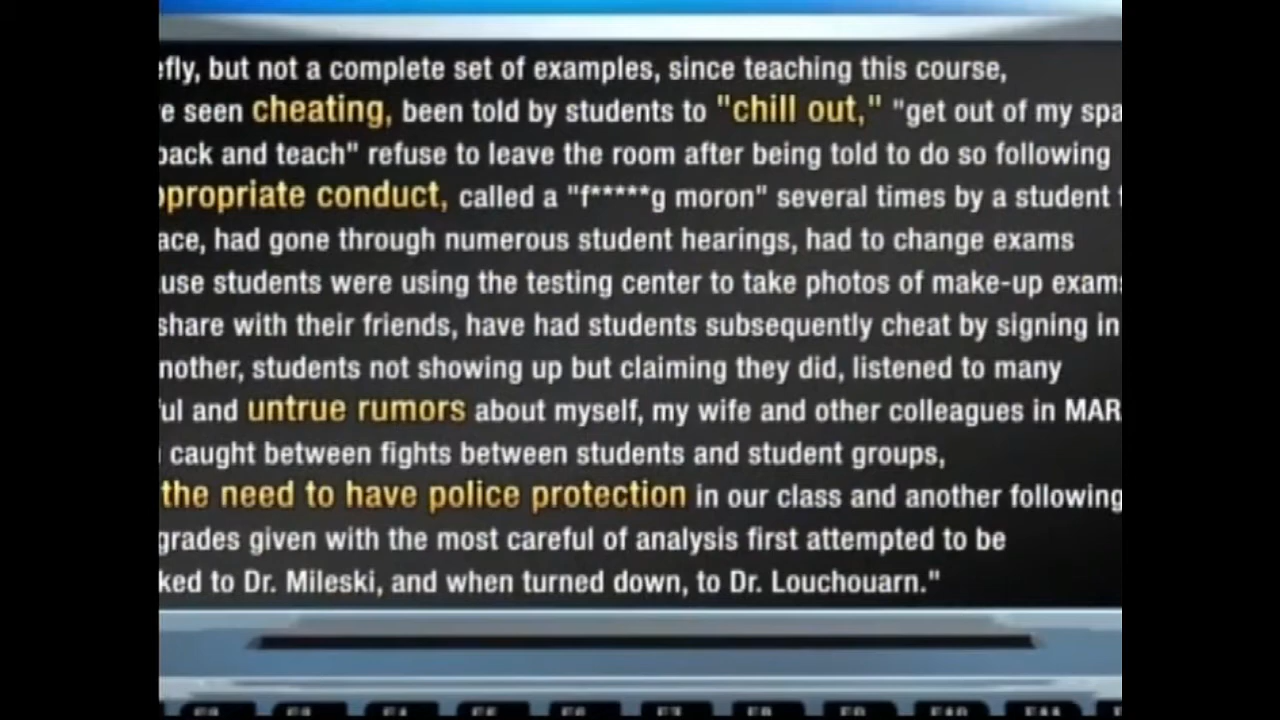 efly, but not a complete set of examples, since teaching this course,
e seen cheating, been told by students to "chill out," "get out of my spa
back and teach" refuse to leave the room after being told to do so following
ppropriate conduct, called a "f*****g moron" several times by a student t
ace, had gone through numerous student hearings, had to change exams
use students were using the testing center to take photos of make-up exams
share with their friends, have had students subsequently cheat by signing in
nother, students not showing up but claiming they did, listened to many
ul and untrue rumors about myself, my wife and other colleagues in MAR
caught between fights between students and student groups,
the need to have police protection in our class and another following
grades given with the most careful of analysis first attempted to be
ked to Dr. Mileski, and when turned down, to Dr. Louchouarn."